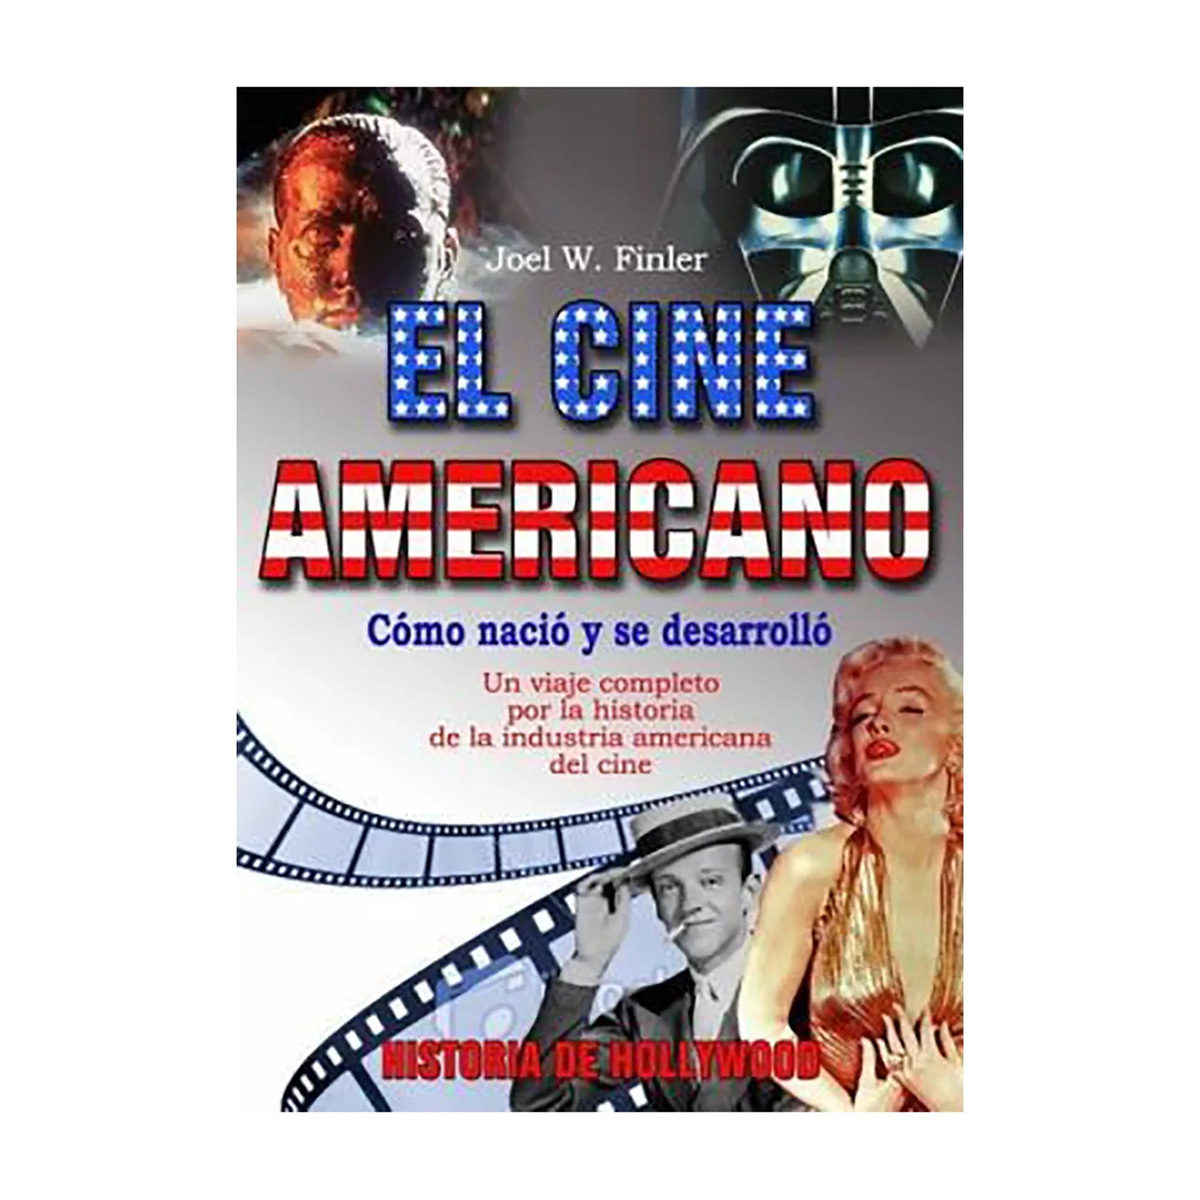 Joel W. Finler
EL CINE
AMERICANO
Cómo nació y se desarrolló
Un viaje completo
por la historia
de la industria americana
del cine
HISTORIA DE HOLLYWOOD